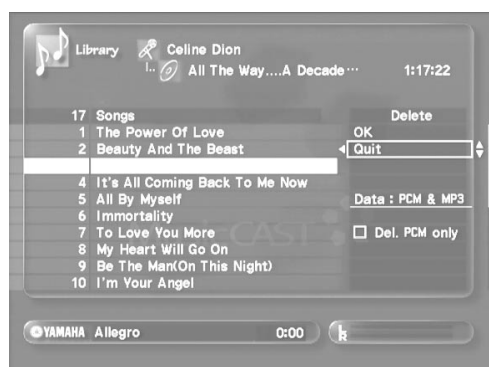 Library
Celine Dion
All The Way....A Decade...
1:17:22
17 Songs
1 The Power Of Love
2 Beauty And The Beast
4 It's All Coming Back To Me Now
5 All By Myself
6 Immortality
7 To Love You More
8 My Heart Will Go On
9 Be The Man(On This Night)
10 I'm Your Angel
Delete
OK
Quit
Data : PCM & MP3
Del. PCM only
YAMAHA Allegro 0:00